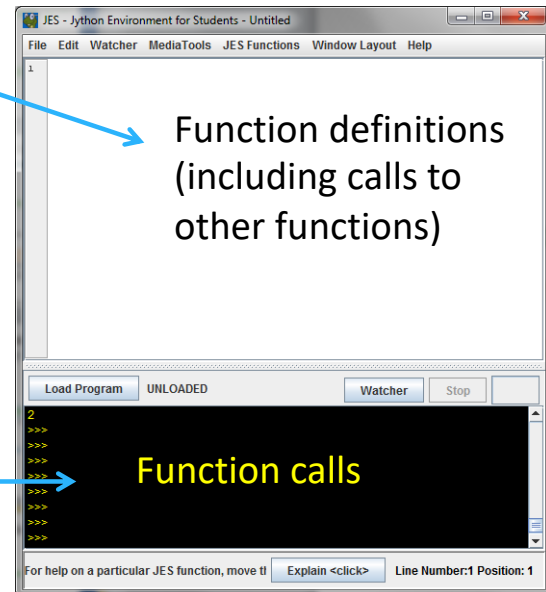 JES - Jython Environment for Students - Untitled
File Edit Watcher MediaTools JES Functions Window Layout Help
1
Function definitions
(including calls to
other functions)
Load Program UNLOADED Watcher Stop
2
>>>
>>>
>>>
>>>
>>>
>>>
>>>
>>>
Function calls
For help on a particular JES function, move th Explain <click> Line Number:1 Position: 1